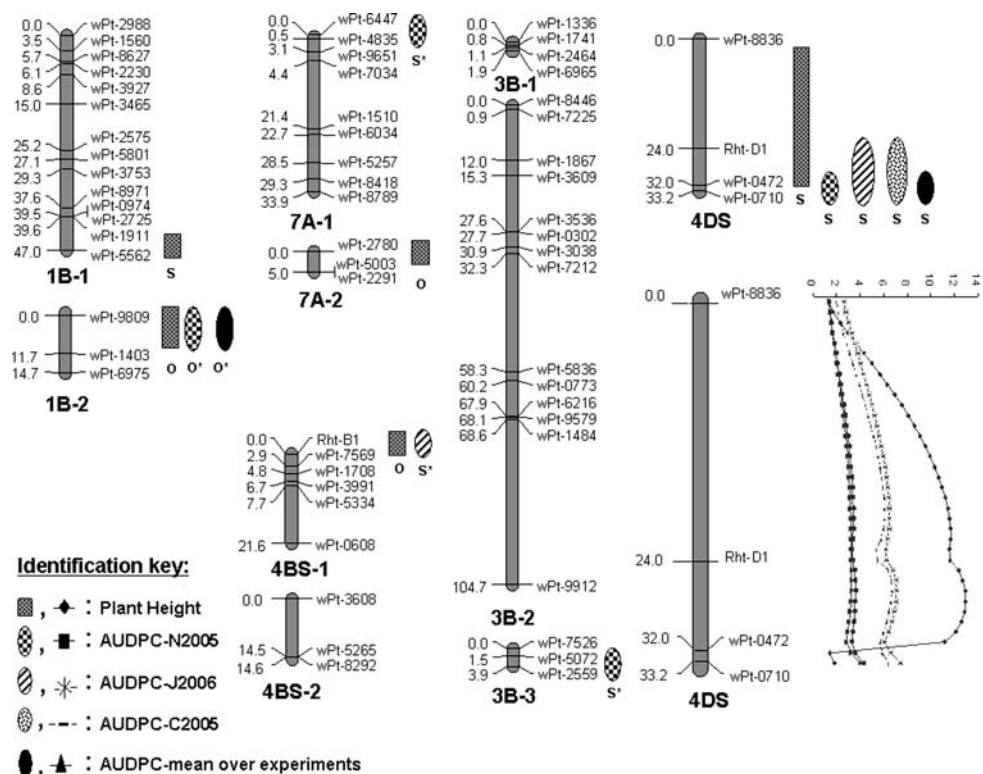 0.0 wPt-2988
3.5 wPt-1560
5.7 wPt-8627
6.1 wPt-2230
8.6 wPt-3927
15.0 wPt-3465
25.2 wPt-2575
27.1 wPt-5801
29.3 wPt-3753
37.6 wPt-8971
39.5 wPt-0974
39.6 wPt-2725
wPt-1911
47.0 wPt-5562
S
1B-1
0.0 wPt-9809
11.7 wPt-1403
14.7 wPt-6975
O O* O*
1B-2
0.0 wPt-6447
0.5 wPt-4835
3.1 wPt-9651
4.4 wPt-7034
S*
21.4 wPt-1510
22.7 wPt-6034
28.5 wPt-5257
29.3 wPt-8418
33.9 wPt-8789
7A-1
0.0 wPt-2780
wPt-5003
5.0 wPt-2291
O
7A-2
0.0 Rht-B1
2.9 wPt-7569
4.8 wPt-1708
6.7 wPt-3991
7.7 wPt-5334
21.6 wPt-0608
O S*
4BS-1
0.0 wPt-3608
14.5 wPt-5265
14.6 wPt-8292
4BS-2
0.0 wPt-1336
0.8 wPt-1741
1.1 wPt-2464
1.9 wPt-6965
3B-1
0.0 wPt-8446
0.9 wPt-7225
12.0 wPt-1867
15.3 wPt-3609
27.6 wPt-3536
27.7 wPt-0302
30.9 wPt-3038
32.3 wPt-7212
58.3 wPt-5836
60.2 wPt-0773
67.9 wPt-6216
68.1 wPt-9579
68.6 wPt-1484
104.7 wPt-9912
3B-2
0.0 wPt-7526
1.5 wPt-5072
3.9 wPt-2559
S*
3B-3
0.0 wPt-8836
24.0 Rht-D1
32.0 wPt-0472
33.2 wPt-0710
S S S S S
4DS
0 2 4 6 8 10 12 14
0.0 wPt-8836
24.0 Rht-D1
32.0 wPt-0472
33.2 wPt-0710
4DS
Identification key:
, : Plant Height
, : AUDPC-N2005
, : AUDPC-J2006
, : AUDPC-C2005
, : AUDPC-mean over experiments